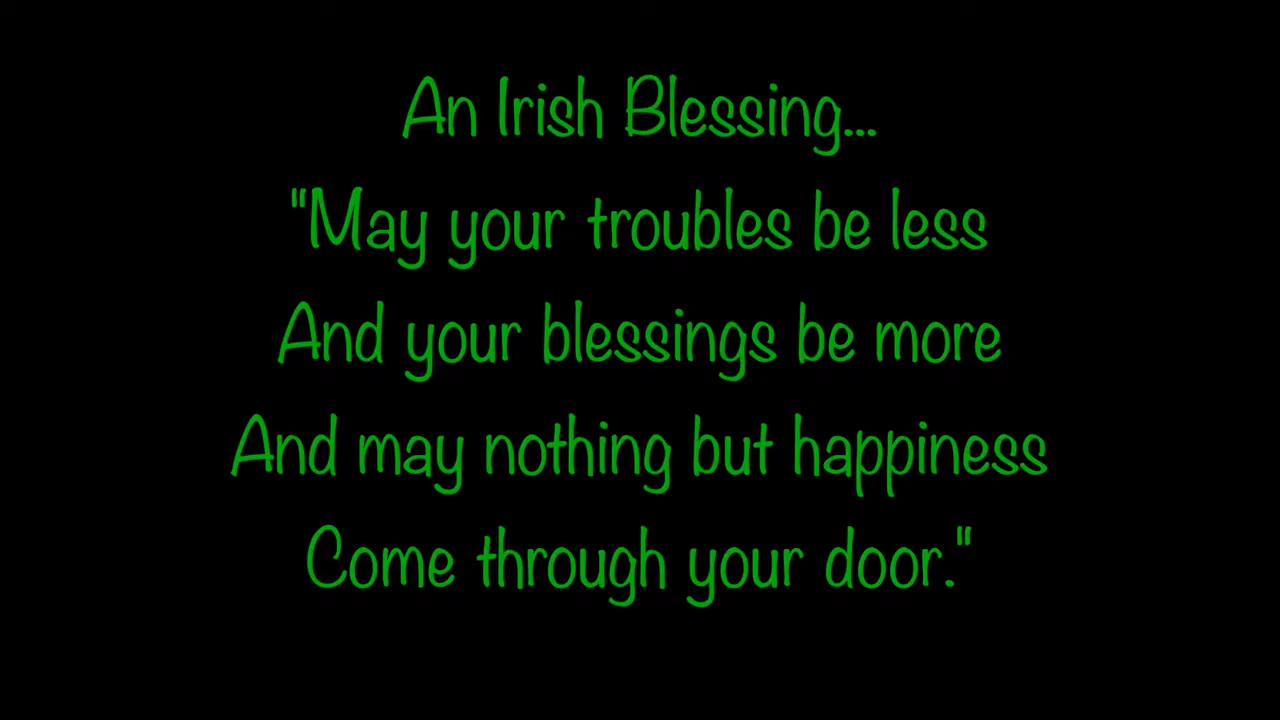 An Irish Blessing...
"May your troubles be less
And your blessings be more
And may nothing but happiness
Come through your door."